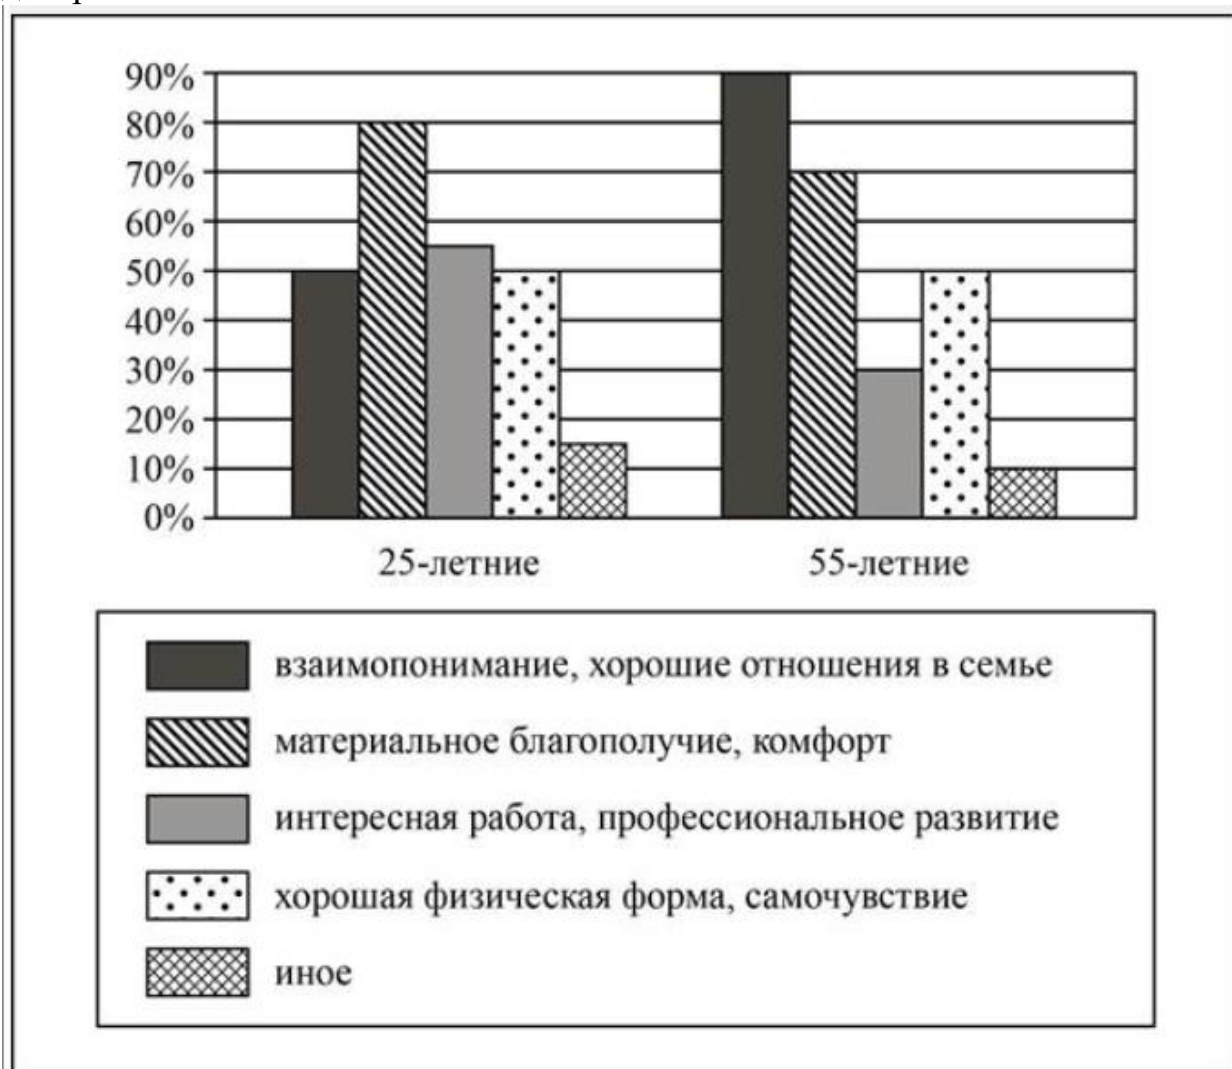 90%
80%
70%
60%
50%
40%
30%
20%
10%
0%
25-летние 55-летние
взаимопонимание, хорошие отношения в семье
материальное благополучие, комфорт
интересная работа, профессиональное развитие
хорошая физическая форма, самочувствие
иное